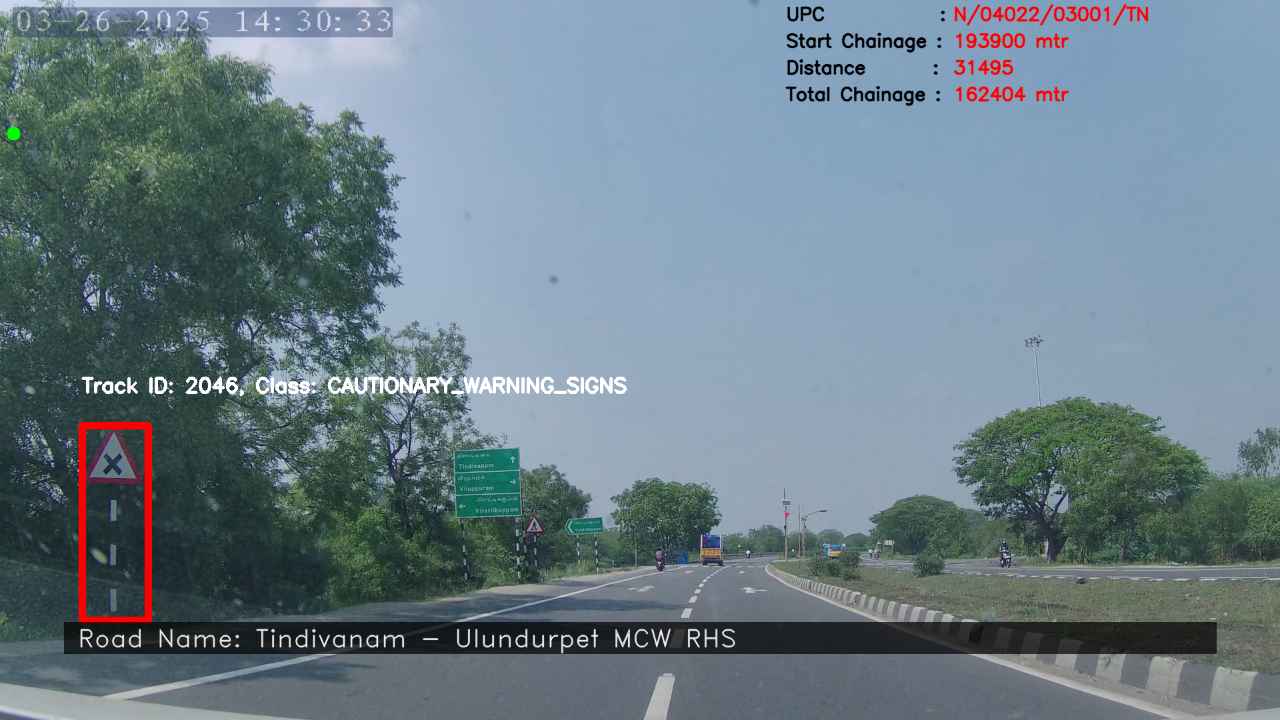 03-26-2025 14:30:33
UPC : N/04022/03001/TN
Start Chainage : 193900 mtr
Distance : 31495
Total Chainage : 162404 mtr
Track ID: 2046, Class: CAUTIONARY_WARNING_SIGNS
Tindivanam
Viluppuram
Road Name: Tindivanam - Ulundurpet MCW RHS